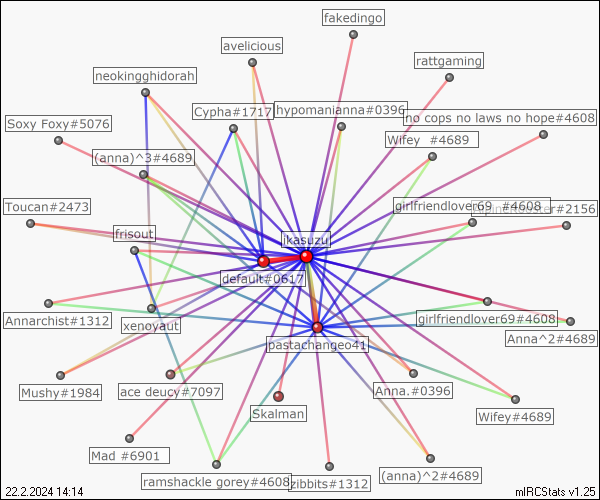 fakedingo
avelicious
rattgaming
neokingghidorah
Cypha#1717
hypomanianna#0396
no cops no laws no hope#4608
Soxy Foxy#5076
Wifey #4689
(anna)^3#4689
Toucan#2473
girlfriendlover69 #4608
#2156
frisout
ikasuzu
default#0617
Annarchist#1312
xenoyaut
girlfriendlover69#4608
Anna^2#4689
pastachangeo41
Mushy#1984
ace deucy#7097
Anna.#0396
Skalman
Wifey#4689
Mad #6901
ramshackle gorey#4608
zibbits#1312
(anna)^2#4689
22.2.2024 14:14
mIRCStats v1.25